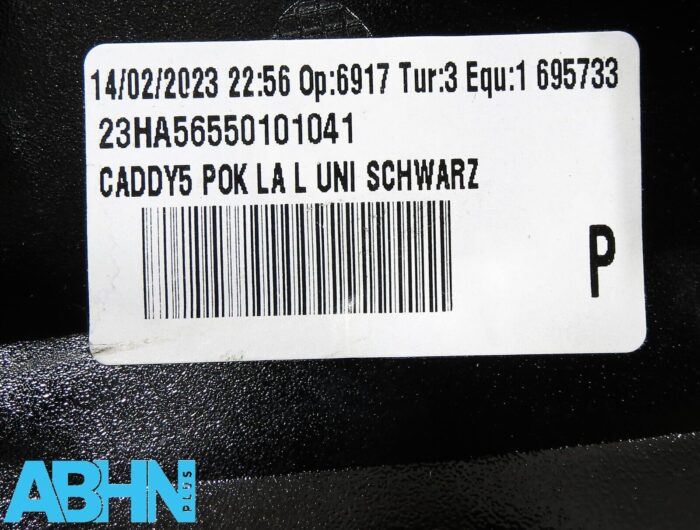 14/02/2023 22:56 Op:6917 Tur:3 Equ:1 695733
23HA56550101041
CADDY5 POK LA L UNI SCHWARZ
P
ABHN PLUS